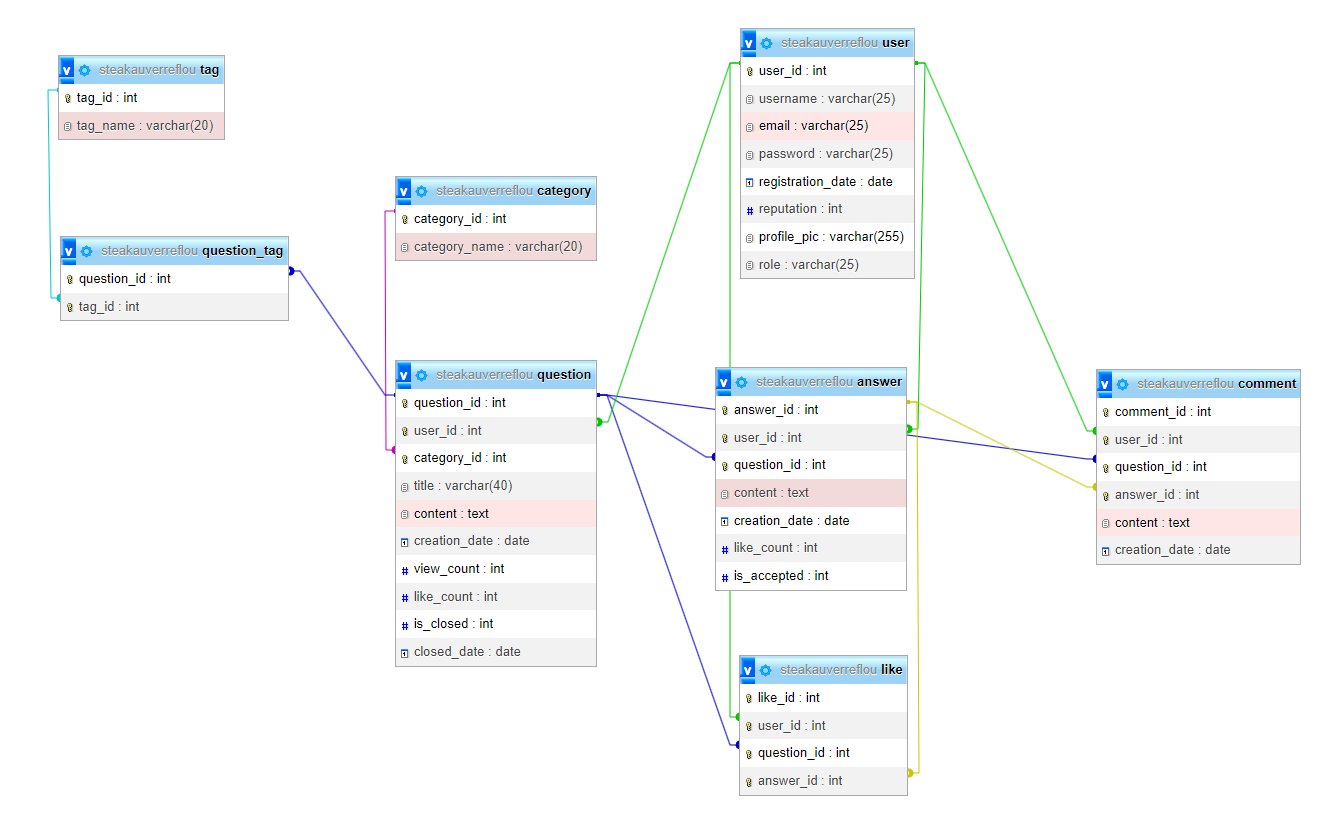 steakauverreflou tag
tag_id : int
tag_name : varchar(20)
steakauverreflou question_tag
question_id : int
tag_id : int
steakauverreflou category
category_id : int
category_name : varchar(20)
steakauverreflou question
question_id : int
user_id : int
category_id : int
title : varchar(40)
content : text
creation_date : date
view_count : int
like_count : int
is_closed : int
closed_date : date
steakauverreflou user
user_id : int
username : varchar(25)
email : varchar(25)
password : varchar(25)
registration_date : date
reputation : int
profile_pic : varchar(255)
role : varchar(25)
steakauverreflou answer
answer_id : int
user_id : int
question_id : int
content : text
creation_date : date
like_count : int
is_accepted : int
steakauverreflou like
like_id : int
user_id : int
question_id : int
answer_id : int
steakauverreflou comment
comment_id : int
user_id : int
question_id : int
answer_id : int
content : text
creation_date : date